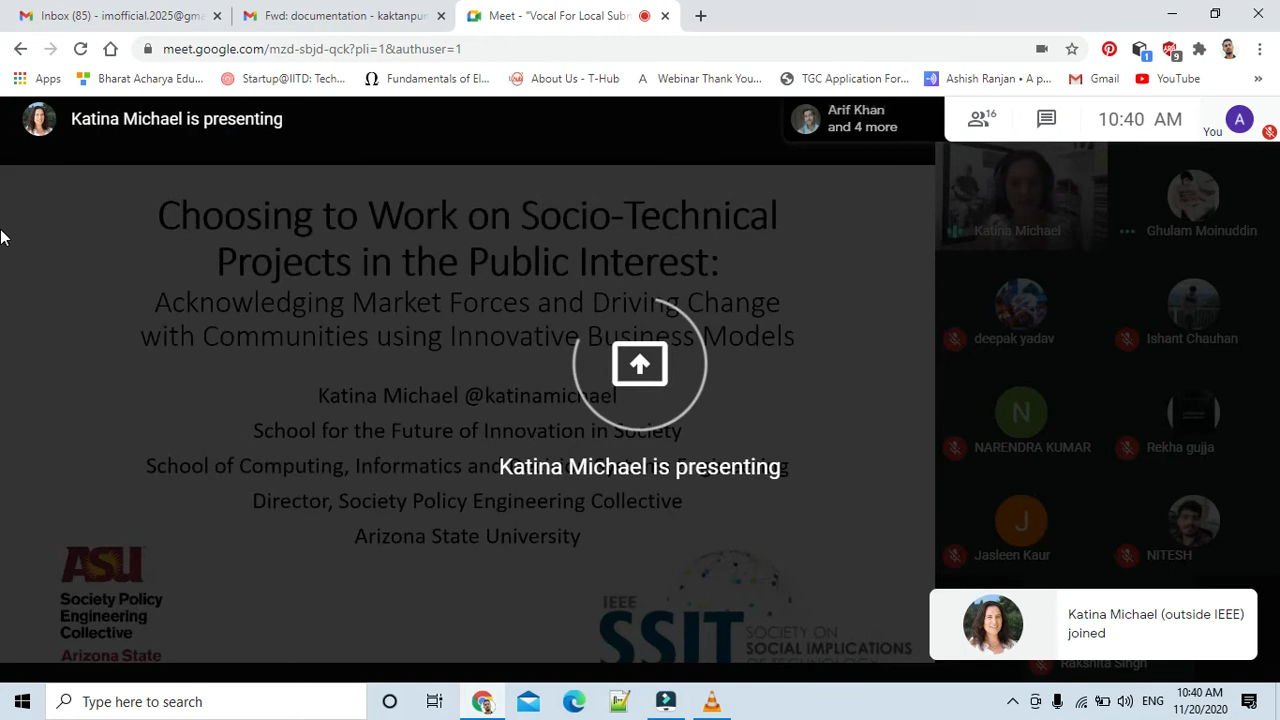 Inbox (85) - imofficial.2025@gma
Fwd: documentation - kaktanpur
Meet - "Vocal For Local Subm
meet.google.com/mzd-sbjd-qck?pli=1&authuser=1
1
9
Apps
Bharat Acharya Edu...
Startup@IITD: Tech...
Fundamentals of El...
About Us - T-Hub
Webinar Thank You...
TGC Application For...
Ashish Ranjan • A p...
Gmail
YouTube
»
Katina Michael is presenting
Arif Khan
and 4 more
16
10:40 AM
You
A
Choosing to Work on Socio-Technical
Projects in the Public Interest:
Acknowledging Market Forces and Driving Change
with Communities using Innovative Business Models
Katina Michael @katinamichael
School for the Future of Innovation in Society
School of Computing, Informatics and
Director, Society Policy Engineering Collective
Arizona State University
Katina Michael is presenting
ASU
Society Policy
Engineering
Collective
Arizona State
IEEE
SSIT
SOCIETY ON
SOCIAL IMPLICATIONS
OF TECHNOLOGY
Katina Michael
Ghulam Moinuddin
deepak yadav
Ishant Chauhan
N
NARENDRA KUMAR
Rekha gujja
J
Jasleen Kaur
NITESH
Katina Michael (outside IEEE)
joined
Rakshita Singh
Type here to search
ENG
10:40 AM
11/20/2020